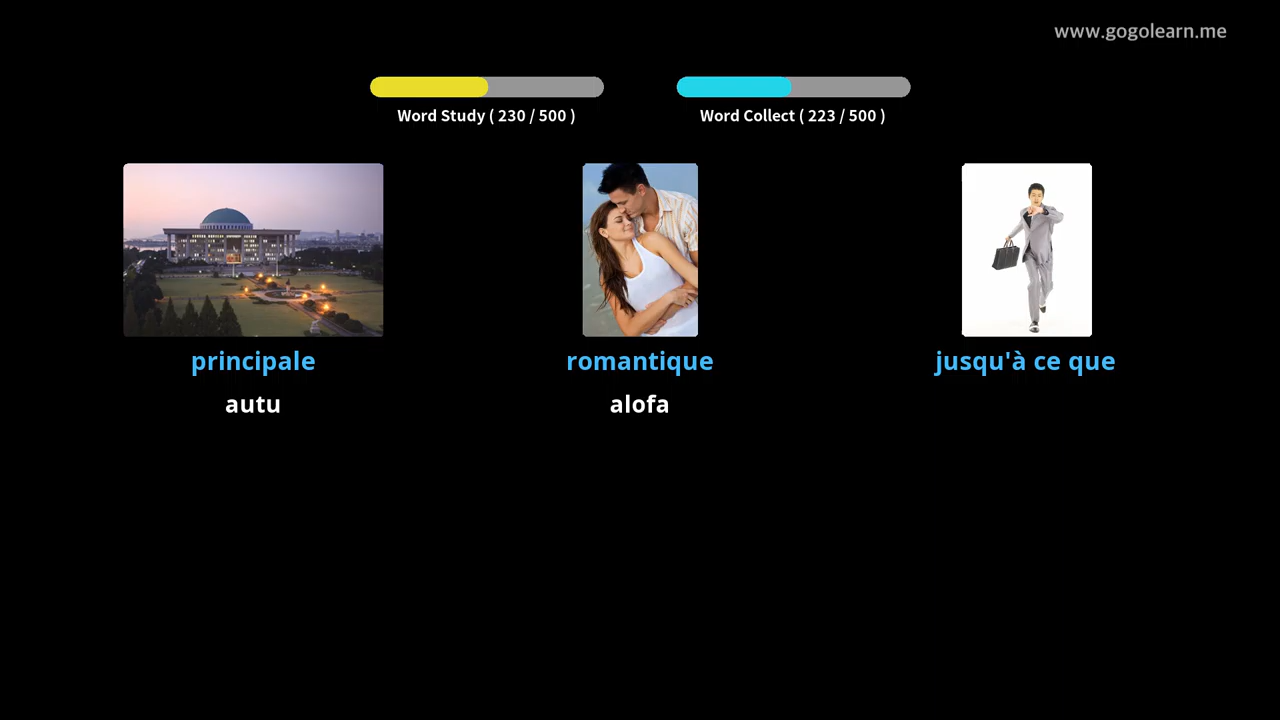 www.gogolearn.me
Word Study ( 230 / 500 )
Word Collect ( 223 / 500 )
principale
romantique
jusqu'à ce que
autu
alofa